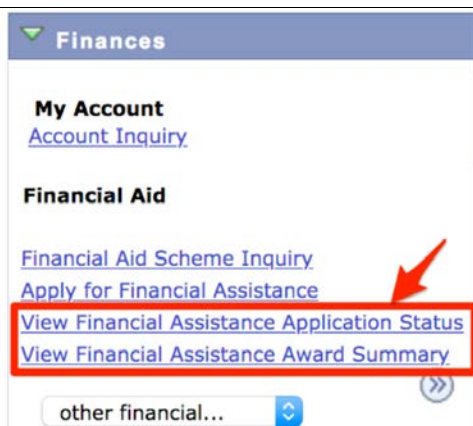 Finances
My Account
Account Inquiry
Financial Aid
Financial Aid Scheme Inquiry
Apply for Financial Assistance
View Financial Assistance Application Status
View Financial Assistance Award Summary
other financial...